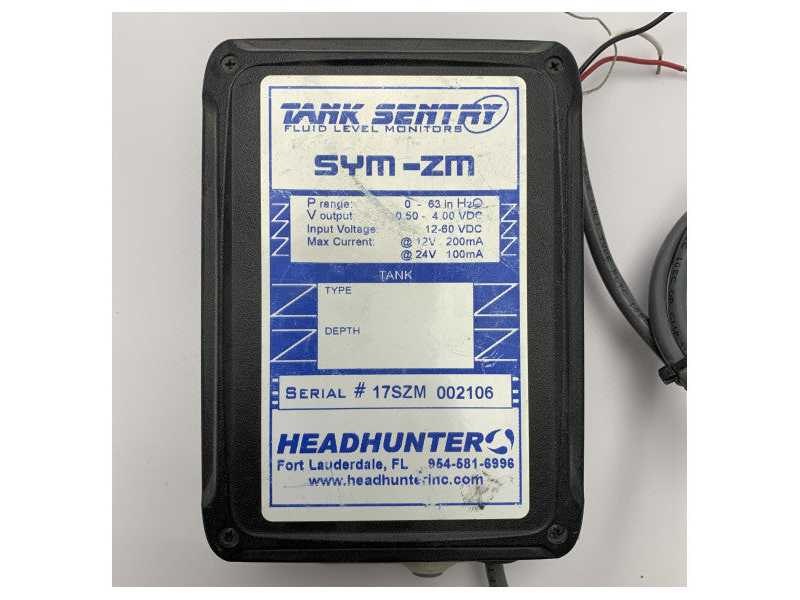 TANK SENTRY
FLUID LEVEL MONITORS
SYM-ZM
P range: 0 - 63 in H2O
V output 0.50 - 4.00 VDC
Input Voltage: 12-60 VDC
Max Current: @ 12V 200mA
@ 24V 100mA
TANK
TYPE
DEPTH
SERIAL # 17SZM 002106
HEADHUNTER
Fort Lauderdale, FL 954-581-6996
www.headhunterinc.com